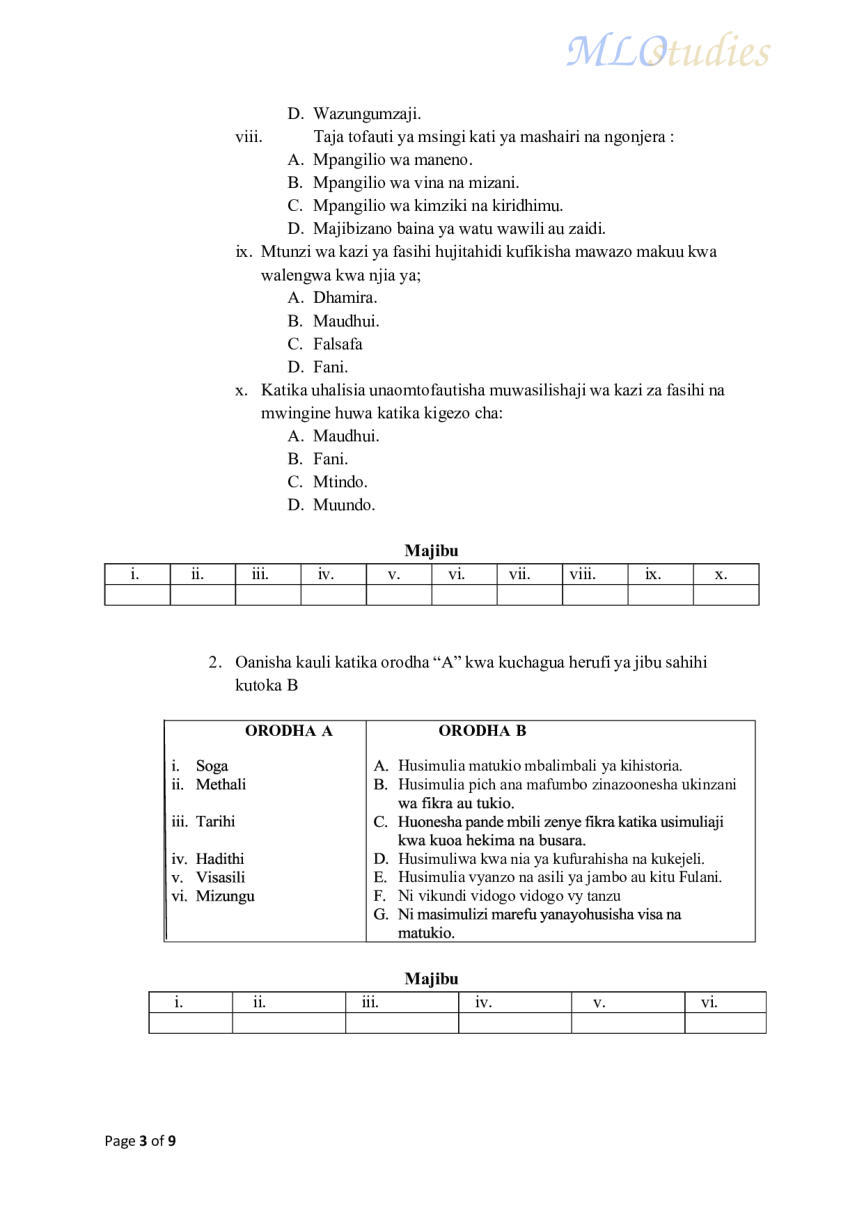 MLOstudies
D. Wazungumzaji.
viii. Taja tofauti ya msingi kati ya mashairi na ngonjera :
A. Mpangilio wa maneno.
B. Mpangilio wa vina na mizani.
C. Mpangilio wa kimziki na kiridhimu.
D. Majibizano baina ya watu wawili au zaidi.
ix. Mtunzi wa kazi ya fasihi hujitahidi kufikisha mawazo makuu kwa
walengwa kwa njia ya;
A. Dhamira.
B. Maudhui.
C. Falsafa
D. Fani.
x. Katika uhalisia unaomtofautisha muwasilishaji wa kazi za fasihi na
mwingine huwa katika kigezo cha:
A. Maudhui.
B. Fani.
C. Mtindo.
D. Muundo.
Majibu
i. ii. iii. iv. v. vi. vii. viii. ix. x.
2. Oanisha kauli katika orodha “A” kwa kuchagua herufi ya jibu sahihi
kutoka B
ORODHA A
i. Soga
ii. Methali
iii. Tarihi
iv. Hadithi
v. Visasili
vi. Mizungu
ORODHA B
A. Husimulia matukio mbalimbali ya kihistoria.
B. Husimulia pich ana mafumbo zinazoonesha ukinzani
wa fikra au tukio.
C. Huonesha pande mbili zenye fikra katika usimuliaji
kwa kuoa hekima na busara.
D. Husimuliwa kwa nia ya kufurahisha na kukejeli.
E. Husimulia vyanzo na asili ya jambo au kitu Fulani.
F. Ni vikundi vidogo vidogo vy tanzu
G. Ni masimulizi marefu yanayohusisha visa na
matukio.
Majibu
i. ii. iii. iv. v. vi.
Page 3 of 9